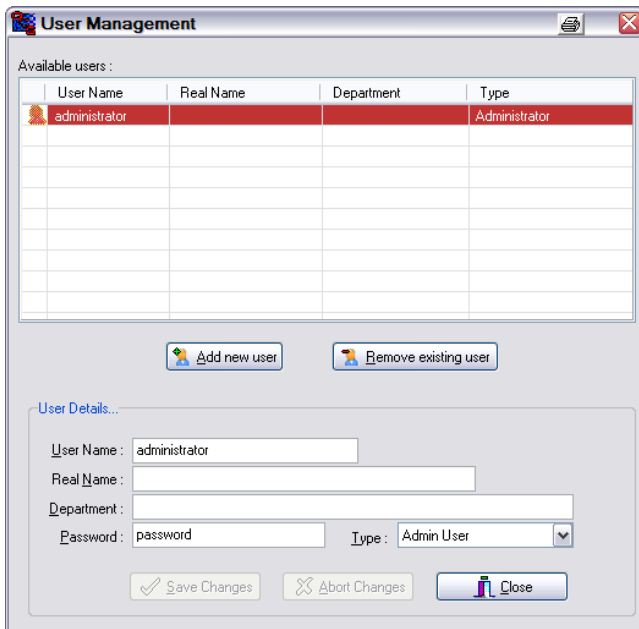 User Management
Available users :
User Name Real Name Department Type
administrator Administrator
Add new user Remove existing user
User Details...
User Name : administrator
Real Name :
Department :
Password : password Type : Admin User
Save Changes Abort Changes Close